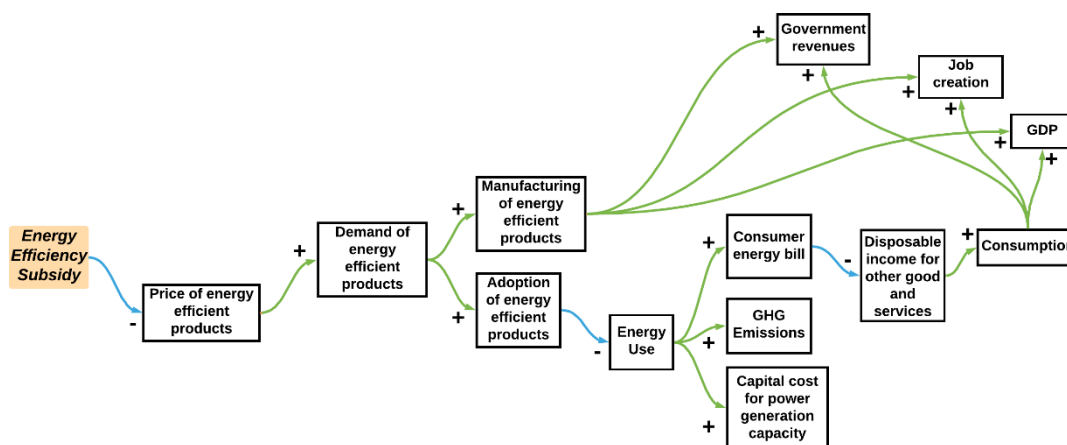 Energy
Efficiency
Subsidy
-
Price of energy
efficient
products
+
Demand of
energy
efficient
products
+
Manufacturing
of energy
efficient
products
+
Adoption of
energy efficient
products
-
Energy
Use
+
Consumer
energy bill
+
GHG
Emissions
+
Capital cost
for power
generation
capacity
-
Disposable
income for
other good
and
services
+
Consumption
+
+
Government
revenues
+
+
Job
creation
+
+
GDP